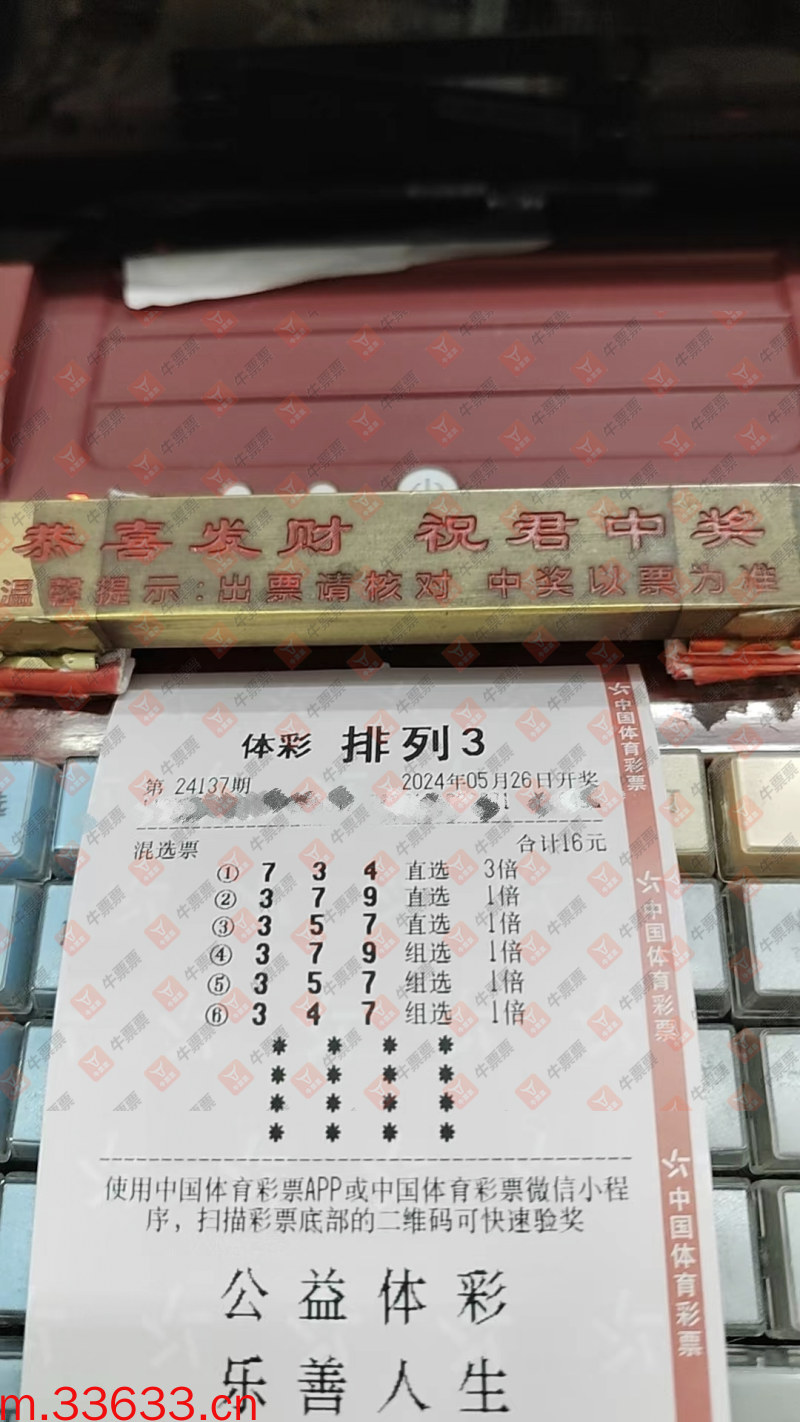 恭喜发财 祝君中奖
温馨提示:出票请核对 中奖以票为准
体彩 排列3
第 24137期 2024年05月26日开奖
混选票 合计16元
① 7 3 4 直选 3倍
② 3 7 9 直选 1倍
③ 3 5 7 直选 1倍
④ 3 7 9 组选 1倍
⑤ 3 5 7 组选 1倍
⑥ 3 4 7 组选 1倍
* * * *
* * * *
* * * *
* * * *
使用中国体育彩票APP或中国体育彩票微信小程
序，扫描彩票底部的二维码可快速验奖
公益体彩
乐善人生
中国体育彩票
中国体育彩票
中国体育彩票
牛票票
m.33633.cn